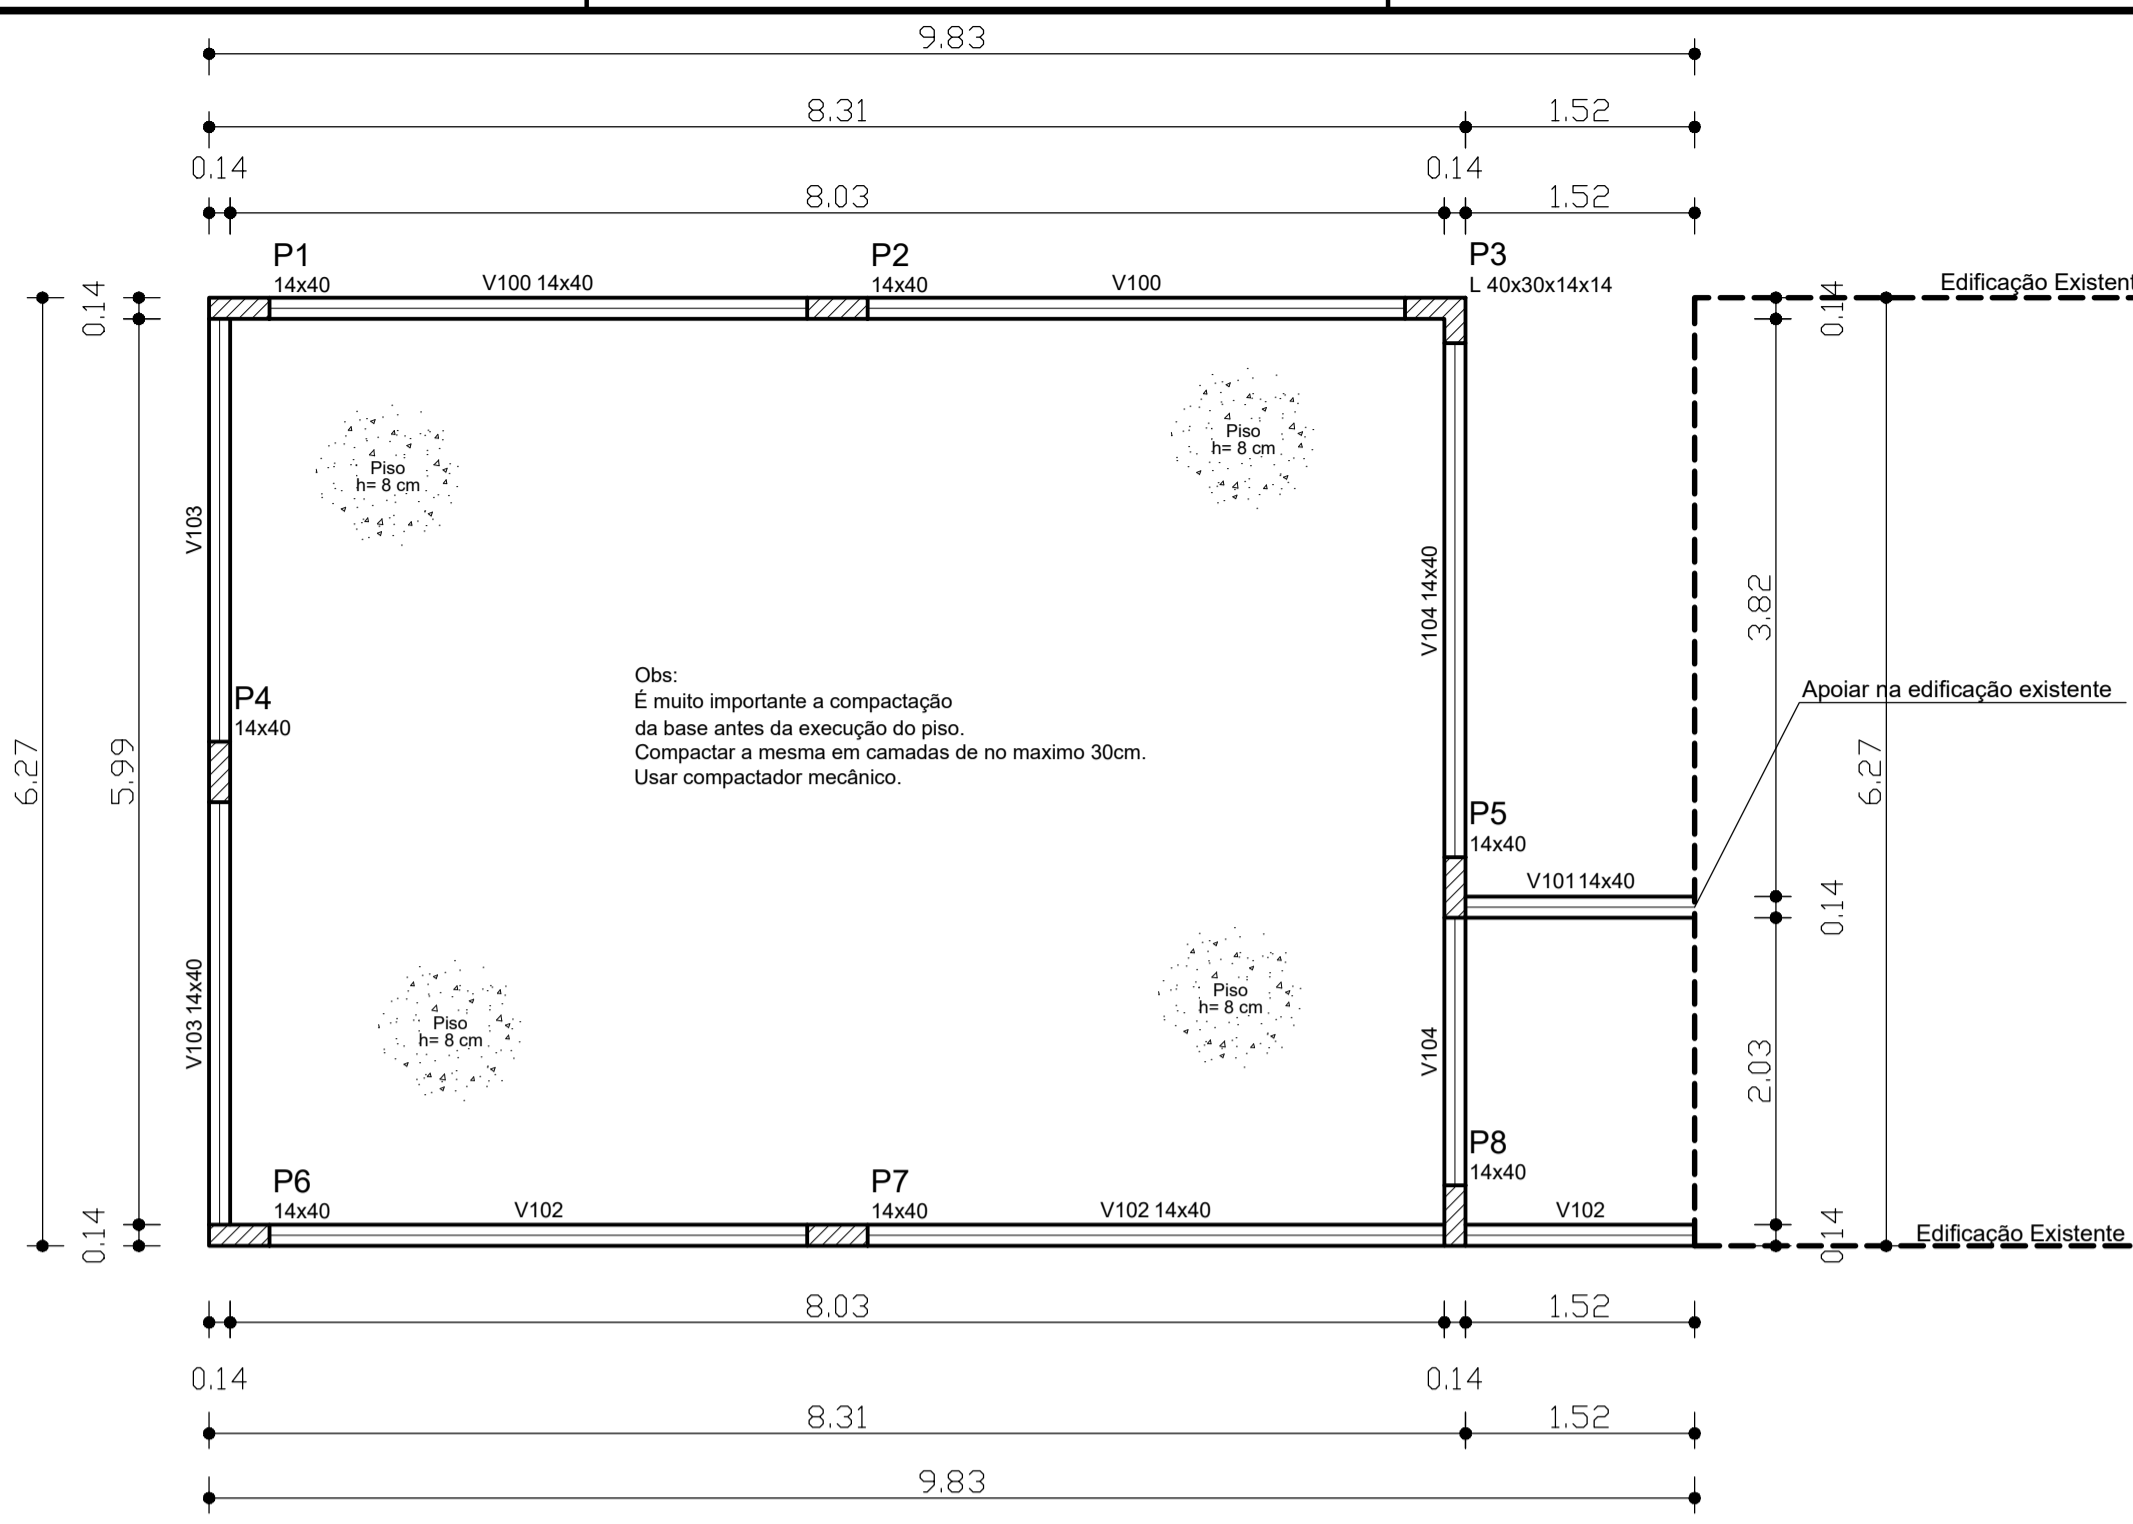 9.83
8.31
1.52
0.14
0.14
8.03
1.52
P1
14x40
V100 14x40
P2
14x40
V100
P3
L 40x30x14x14
Edificação Existent
0.14
0.14
Piso
h= 8 cm
Piso
h= 8 cm
V103
V104 14x40
3.82
Obs:
É muito importante a compactação
da base antes da execução do piso.
Compactar a mesma em camadas de no maximo 30cm.
Usar compactador mecânico.
Apoiar na edificação existente
P4
14x40
6.27
5.99
6.27
P5
14x40
V101 14x40
0.14
V103 14x40
Piso
h= 8 cm
Piso
h= 8 cm
V104
2.03
P6
14x40
V102
P7
14x40
V102 14x40
P8
14x40
V102
0.14
0.14
Edificação Existente
8.03
1.52
0.14
0.14
8.31
1.52
9.83